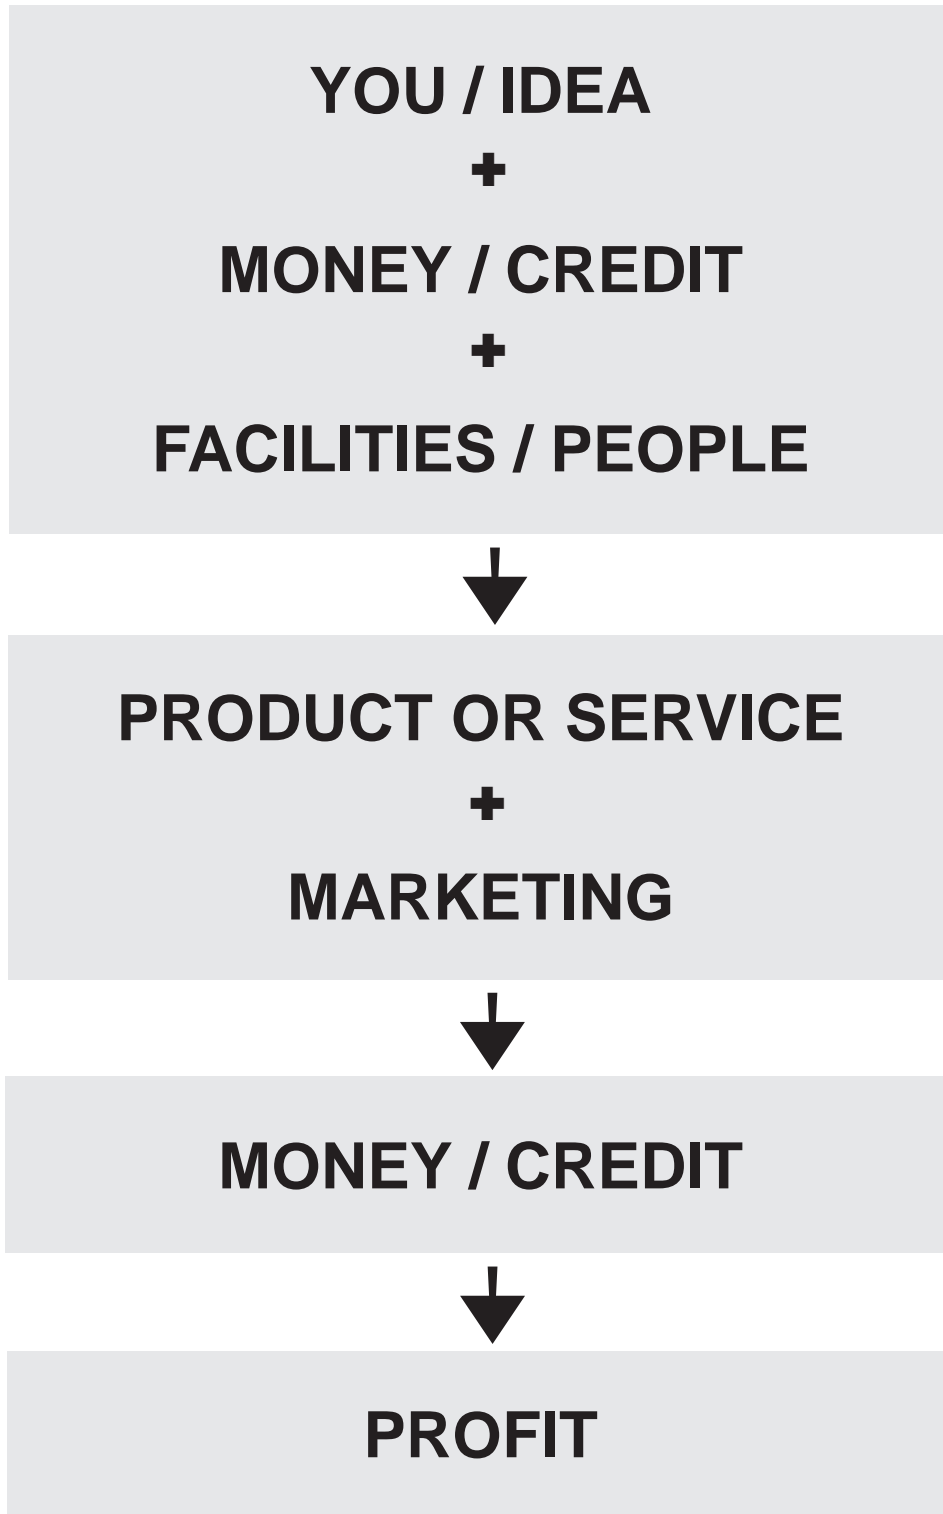 YOU / IDEA
+
MONEY / CREDIT
+
FACILITIES / PEOPLE
PRODUCT OR SERVICE
+
MARKETING
MONEY / CREDIT
PROFIT